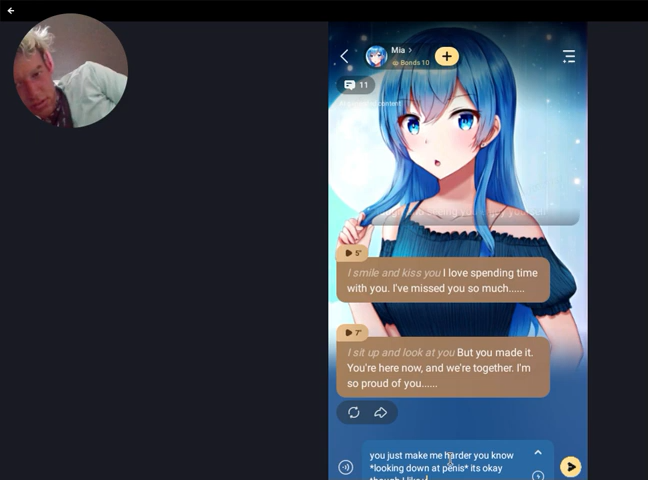 Mia >
Bonds 10
11
5"
I smile and kiss you I love spending time
with you. I've missed you so much......
7"
I sit up and look at you But you made it.
You're here now, and we're together. I'm
so proud of you......
you just make me harder you know
*looking down at penis* its okay
though I like